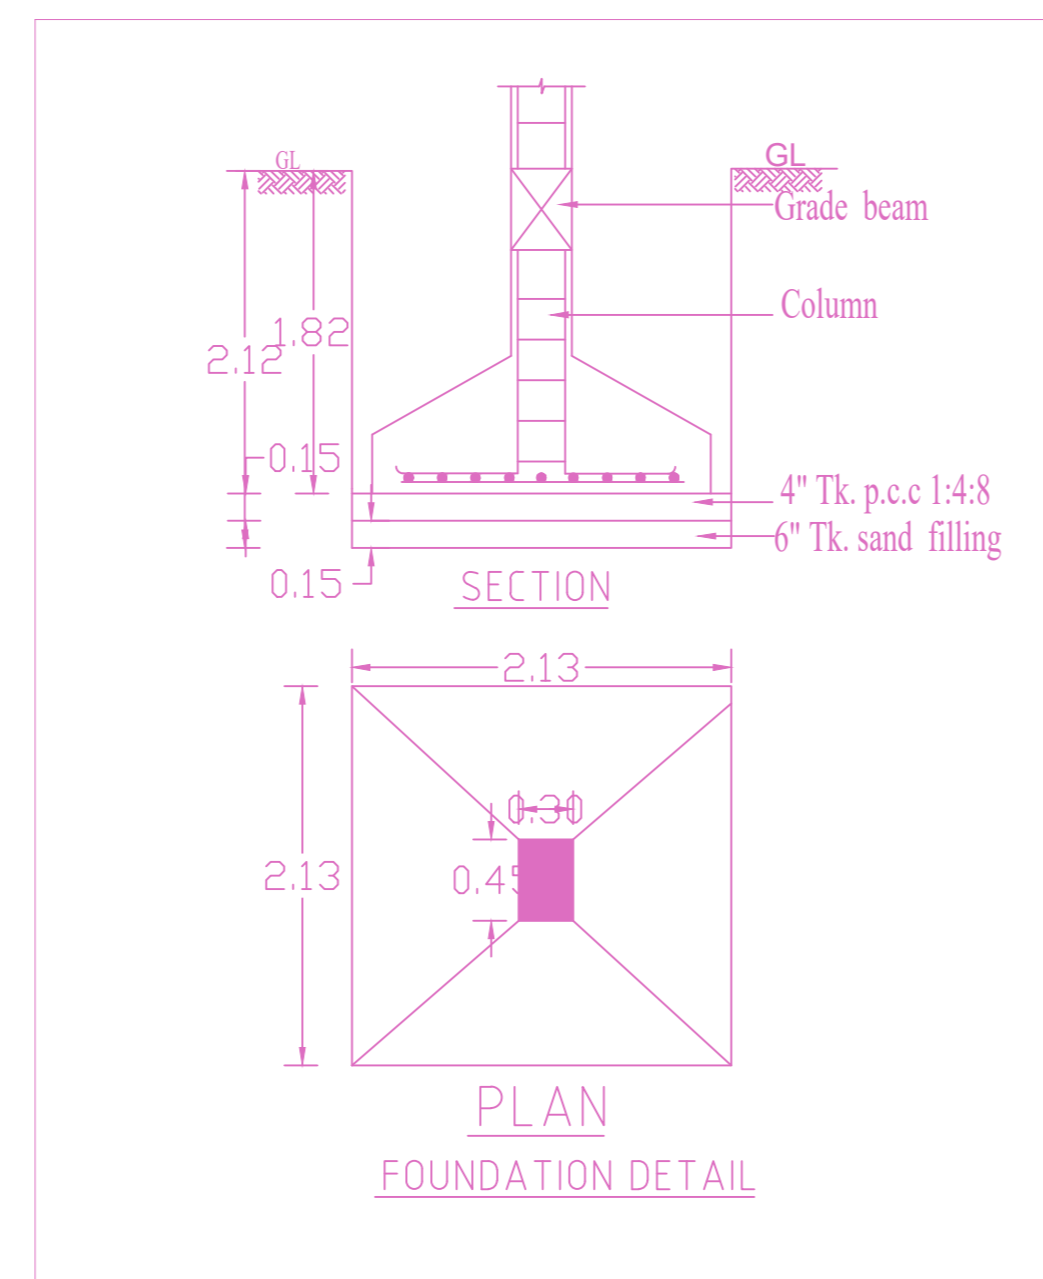 GL
GL
Grade beam
Column
1.82
2.12
0.15
4" Tk. p.c.c 1:4:8
6" Tk. sand filling
0.15
SECTION
2.13
0.30
2.13
0.45
PLAN
FOUNDATION DETAIL